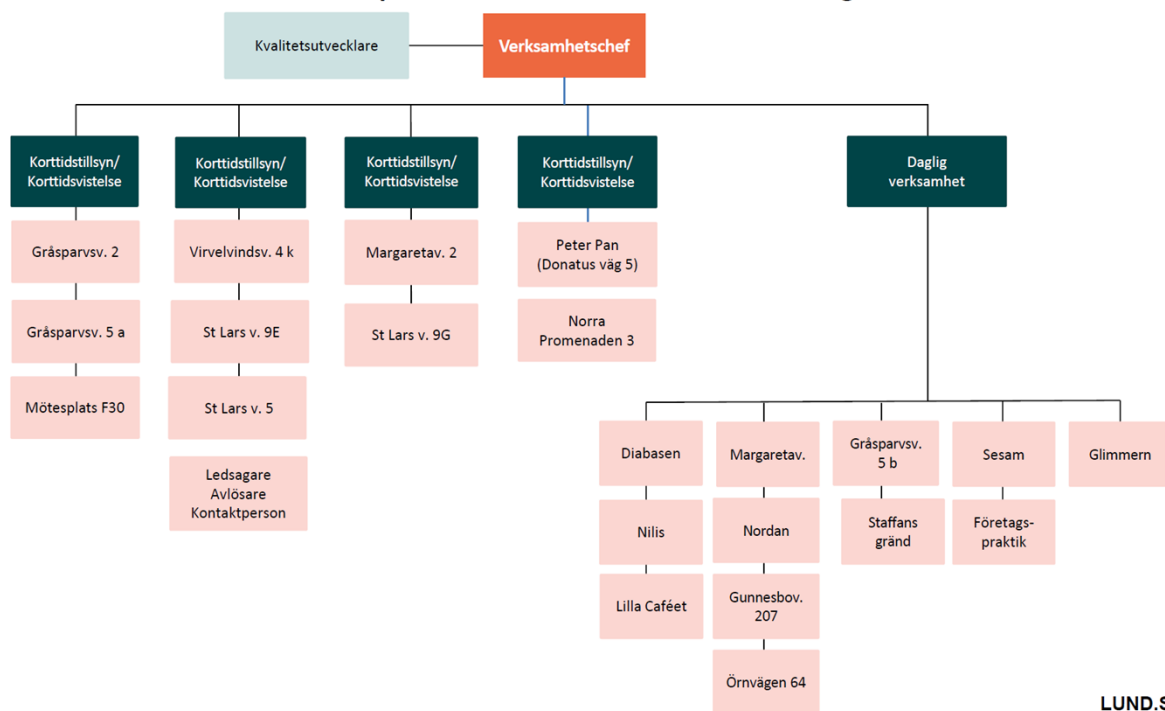 Kvalitetsutvecklare
Verksamhetschef
Korttidstillsyn/
Korttidsvistelse
Gråsparvsv. 2
Gråsparvsv. 5 a
Mötesplats F30
Korttidstillsyn/
Korttidsvistelse
Virvelvindsv. 4 k
St Lars v. 9E
St Lars v. 5
Ledsagare
Avlösare
Kontaktperson
Korttidstillsyn/
Korttidsvistelse
Margaretav. 2
St Lars v. 9G
Korttidstillsyn/
Korttidsvistelse
Peter Pan
(Donatus väg 5)
Norra
Promenaden 3
Daglig
verksamhet
Diabasen
Nilis
Lilla Caféet
Margaretav.
Nordan
Gunnesbov.
207
Örnvägen 64
Gråsparvsv.
5 b
Staffans
gränd
Sesam
Företags-
praktik
Glimmern
LUND.S